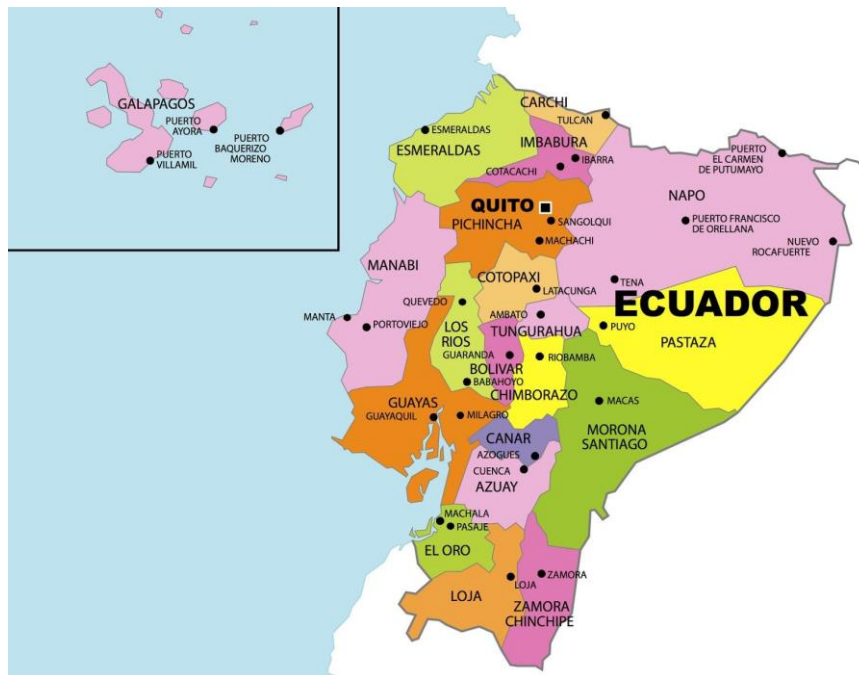 GALAPAGOS
PUERTO
AYORA
PUERTO
BAQUERIZO
MORENO
PUERTO
VILLAMIL
CARCHI
TULCAN
ESMERALDAS
ESMERALDAS
IMBABURA
IBARRA
COTACACHI
PUERTO
EL CARMEN
DE PUTUMAYO
NAPO
QUITO
PICHINCHA
SANGOLQUI
MACHACHI
PUERTO FRANCISCO
DE ORELLANA
NUEVO
ROCAFUERTE
MANABI
COTOPAXI
LATACUNGA
TENA
QUEVEDO
ECUADOR
MANTA
PORTOVIEJO
AMBATO
TUNGURAHUA
PUYO
PASTAZA
LOS
RIOS
GUARANDA
BOLIVAR
RIOBAMBA
BABAHOYO
CHIMBORAZO
MACAS
GUAYAS
GUAYAQUIL
MILAGRO
MORONA
SANTIAGO
CANAR
AZOGUES
CUENCA
AZUAY
MACHALA
PASAJE
EL ORO
LOJA
LOJA
ZAMORA
ZAMORA
CHINCHIPE